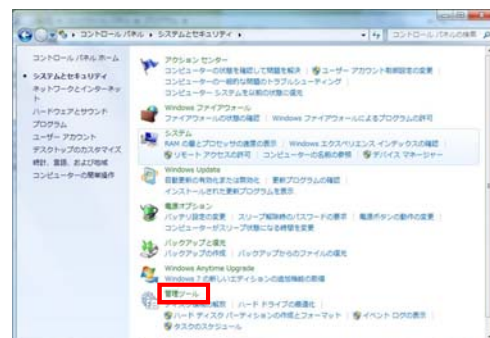 コントロール パネル ▸ システムとセキュリティ ▸
コントロール パネルの検索
コントロール パネル ホーム
システムとセキュリティ
ネットワークとインターネット
ハードウェアとサウンド
プログラム
ユーザー アカウント
デスクトップのカスタマイズ
時計、言語、および地域
コンピューターの簡単操作
アクション センター
コンピューターの状態を確認して問題を解決 ユーザー アカウント制御設定の変更
コンピューターの一般的な問題のトラブルシューティング
コンピューター システムを以前の状態に復元
Windows ファイアウォール
ファイアウォールの状態の確認 Windows ファイアウォールによるプログラムの許可
システム
RAM の量とプロセッサの速度の表示 Windows エクスペリエンス インデックスの確認
リモート アクセスの許可 コンピューターの名前の参照 デバイス マネージャー
Windows Update
自動更新の有効化または無効化 更新プログラムの確認
インストールされた更新プログラムを表示
電源オプション
バッテリ設定の変更 スリープ解除時のパスワードの要求 電源ボタンの動作の変更
コンピューターがスリープ状態になる時間を変更
バックアップと復元
バックアップの作成 バックアップからのファイルの復元
Windows Anytime Upgrade
Windows 7 の新しいエディションの追加機能の取得
管理ツール
ハード ドライブの最適化
ハード ディスク パーティションの作成とフォーマット イベント ログの表示
タスクのスケジュール